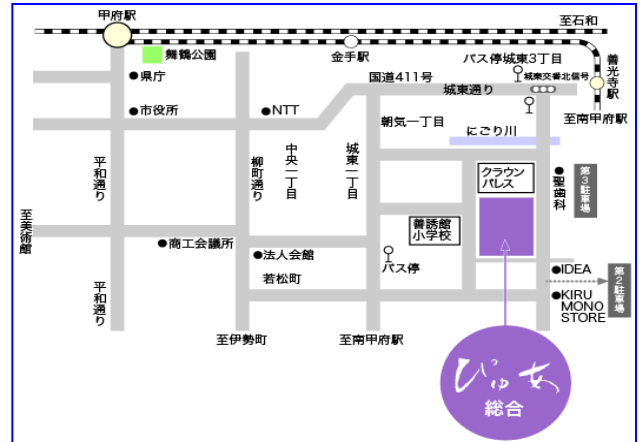 甲府駅
至石和
舞鶴公園
金手駅
バス停城東3丁目
善光寺駅
県庁
国道411号
城東交番北信号
城東通り
市役所
NTT
朝気一丁目
至南甲府駅
にごり川
平和通り
柳町通り
中央一丁目
城東一丁目
クラウン
パレス
聖歯科
第3駐車場
至美術館
善誘館
小学校
商工会議所
法人会館
バス停
若松町
IDEA
第2駐車場
平和通り
KIRU
MONO
STORE
至伊勢町
至南甲府駅
ぴゅあ
総合